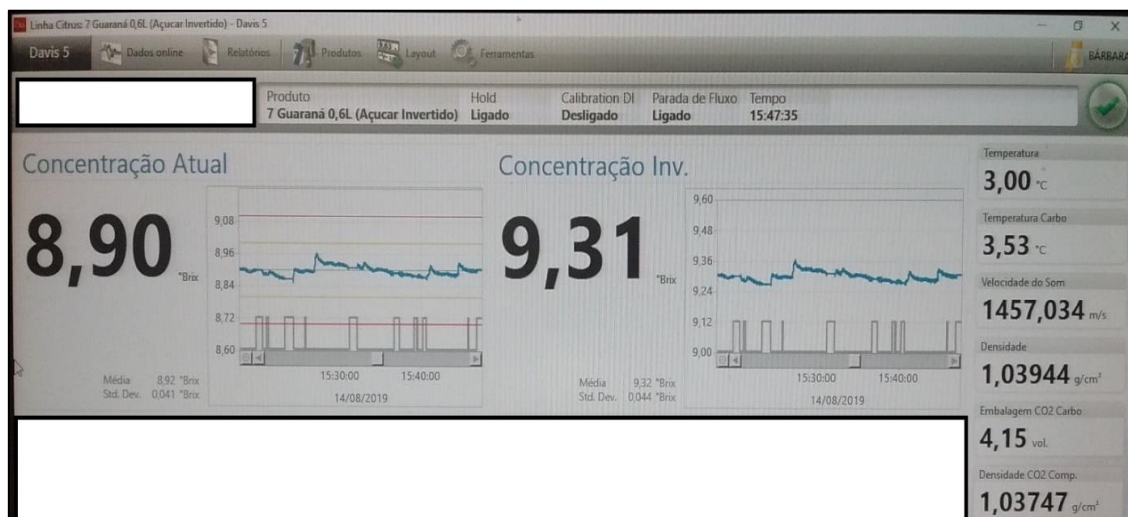 Linha Citrus: 7 Guaraná 0,6L (Açucar Invertido) - Davis 5
Davis 5 Dados online Relatórios Produtos Layout Ferramentas BÁRBARA
Produto Hold Calibration DI Parada de Fluxo Tempo
7 Guaraná 0,6L (Açucar Invertido) Ligado Desligado Ligado 15:47:35
Concentração Atual
8,90 °Brix
9,08
8,96
8,84
8,72
8,60
15:30:00 15:40:00
14/08/2019
Média 8,92 °Brix
Std. Dev. 0,041 °Brix
Concentração Inv.
9,31 °Brix
9,60
9,48
9,36
9,24
9,12
9,00
15:30:00 15:40:00
14/08/2019
Média 9,32 °Brix
Std. Dev. 0,044 °Brix
Temperatura
3,00 °C
Temperatura Carbo
3,53 °C
Velocidade do Som
1457,034 m/s
Densidade
1,03944 g/cm³
Embalagem CO2 Carbo
4,15 vol.
Densidade CO2 Comp.
1,03747 g/cm³